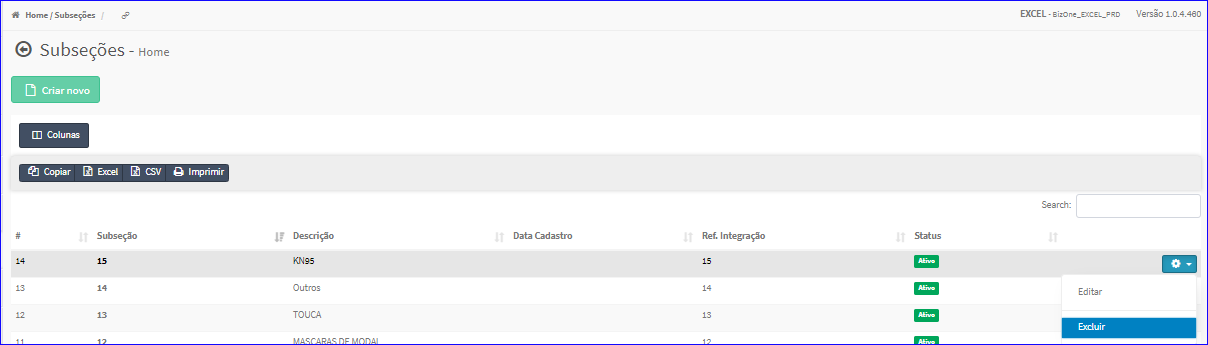 Home / Subseções /
EXCEL - BizOne_EXCEL_PRD Versão 1.0.4.460
Subseções - Home
Criar novo
Colunas
Copiar Excel CSV Imprimir
Search:
# Subseção Descrição Data Cadastro Ref. Integração Status
14 15 KN95 15 Ativo
13 14 Outros 14 Ativo
Editar
12 13 TOUCA 13 Ativo
Excluir
11 12 MASCARAS DE MODAL 12 Ativo